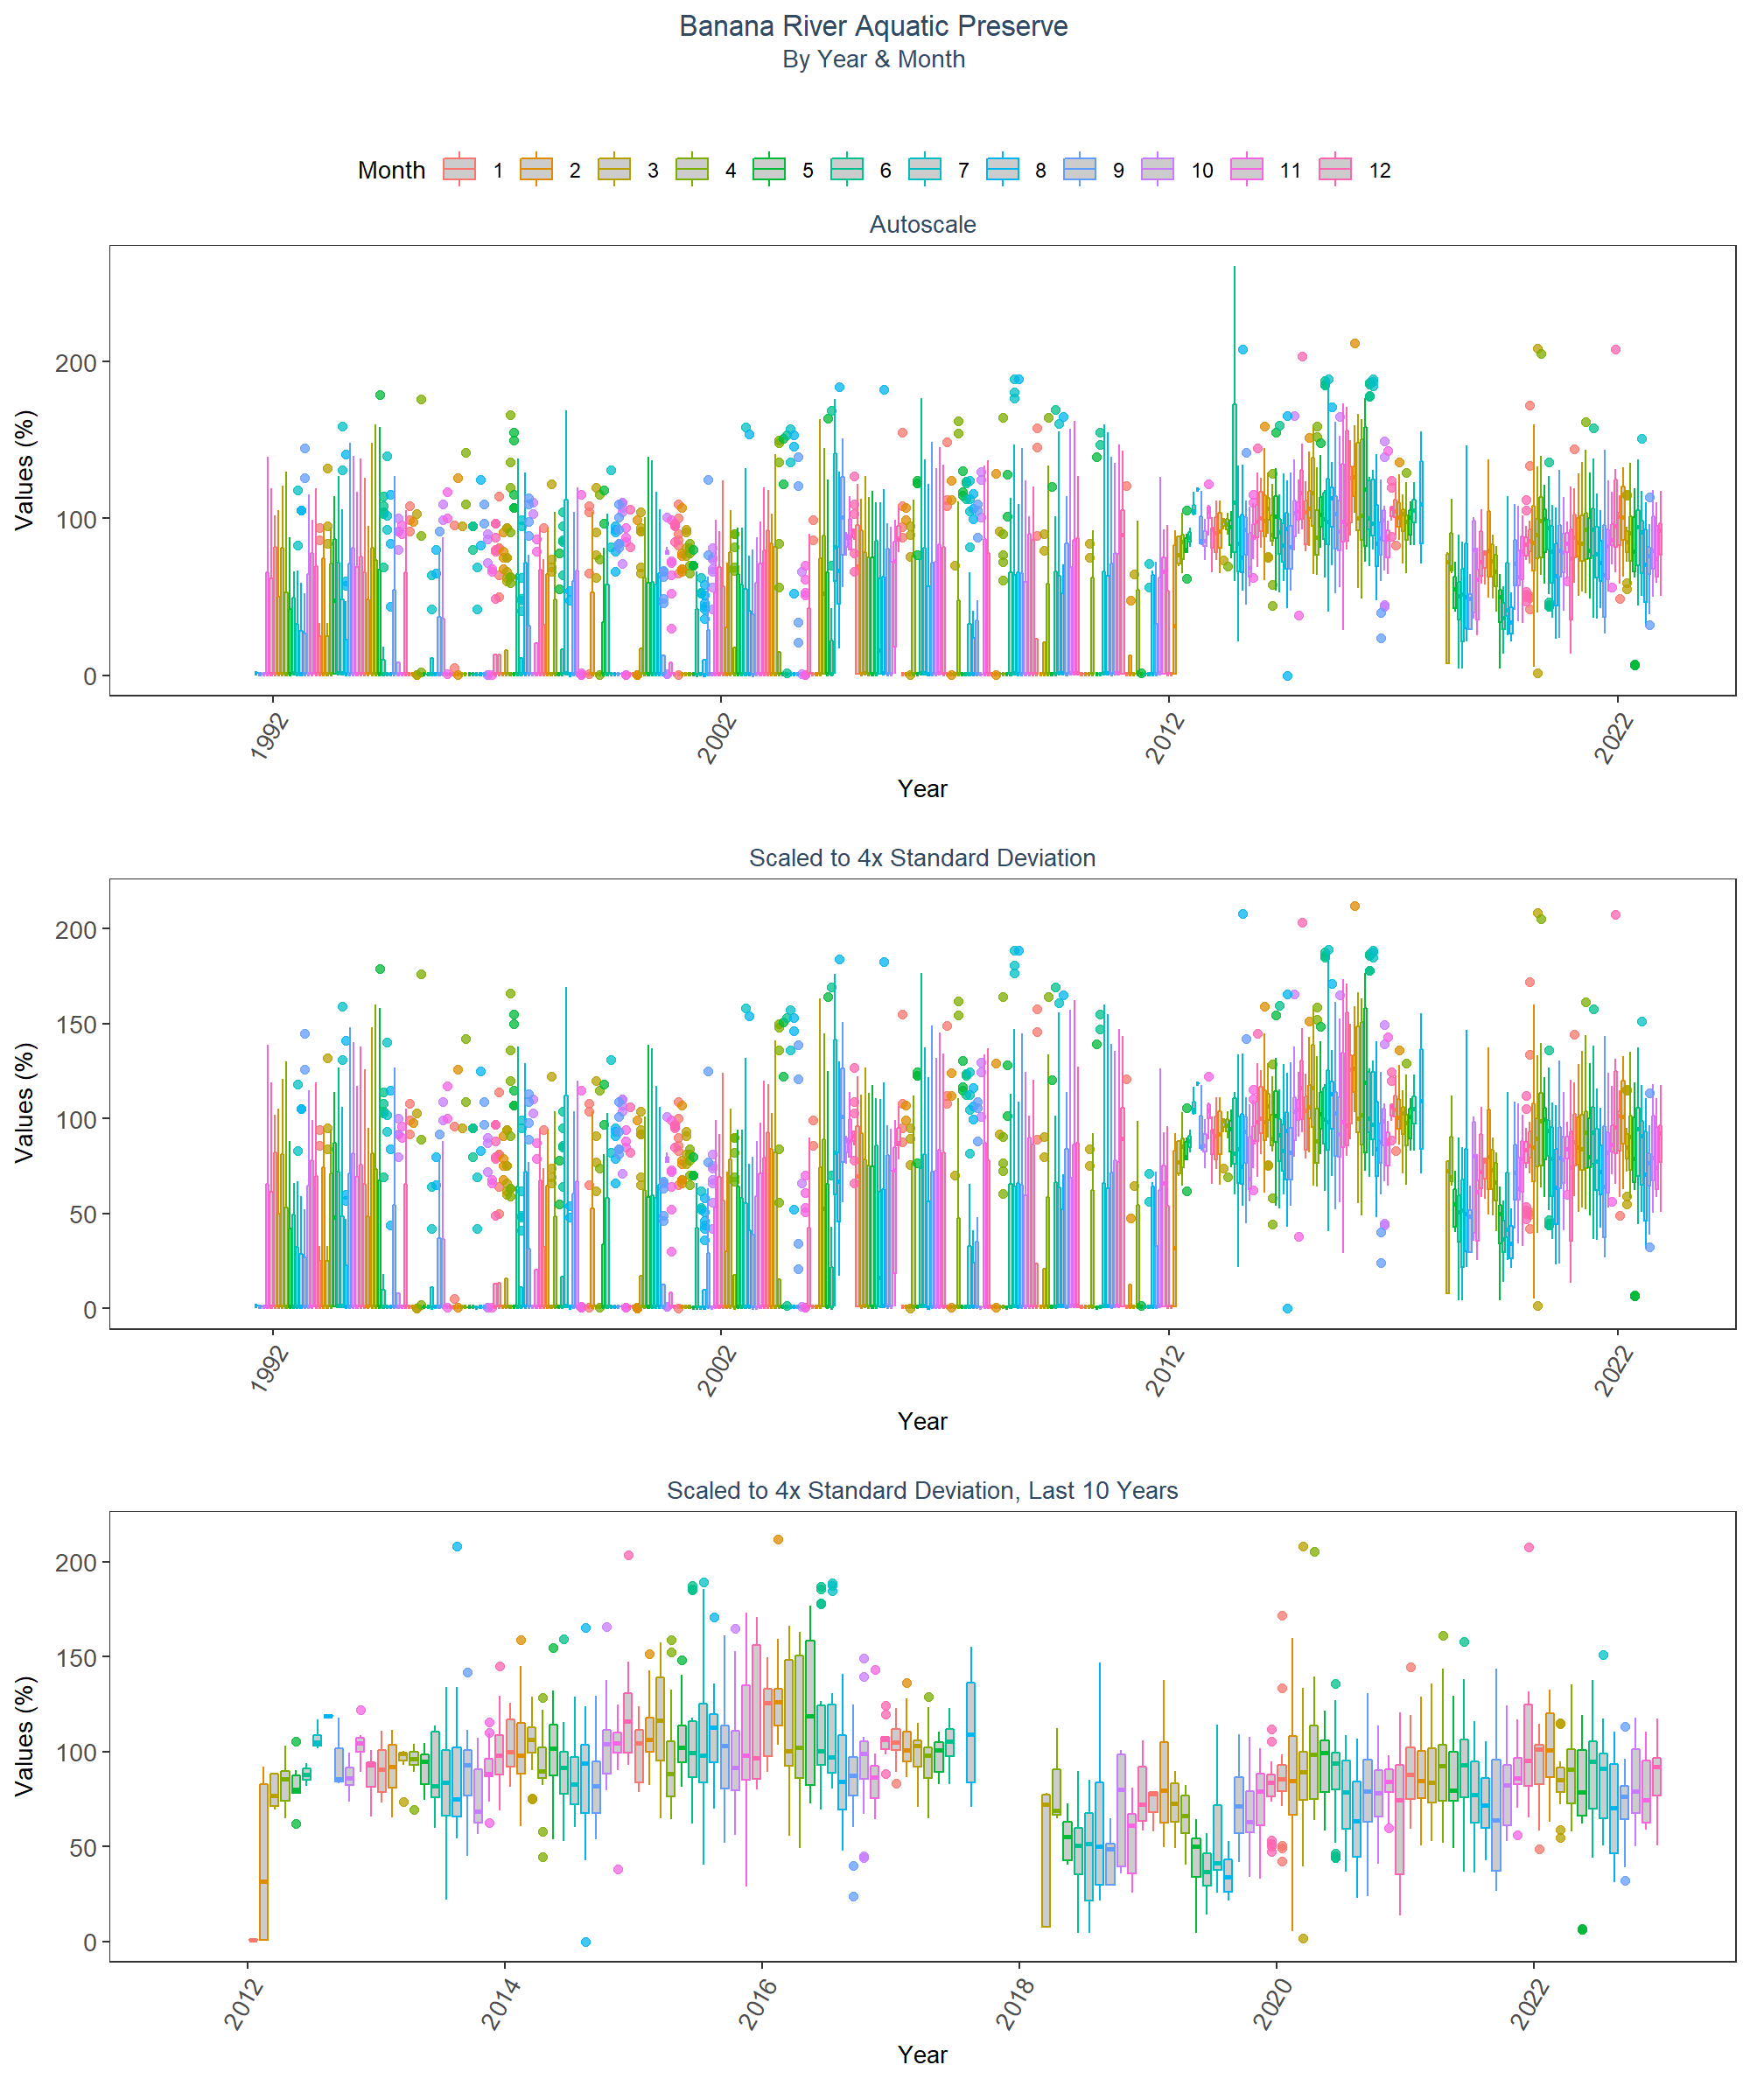 Banana River Aquatic Preserve
By Year & Month
Month 1 2 3 4 5 6 7 8 9 10 11 12
Autoscale
Values (%)
200
100
0
1992 2002 2012 2022
Year
Scaled to 4x Standard Deviation
Values (%)
200
150
100
50
0
1992 2002 2012 2022
Year
Scaled to 4x Standard Deviation, Last 10 Years
Values (%)
200
150
100
50
0
2012 2014 2016 2018 2020 2022
Year